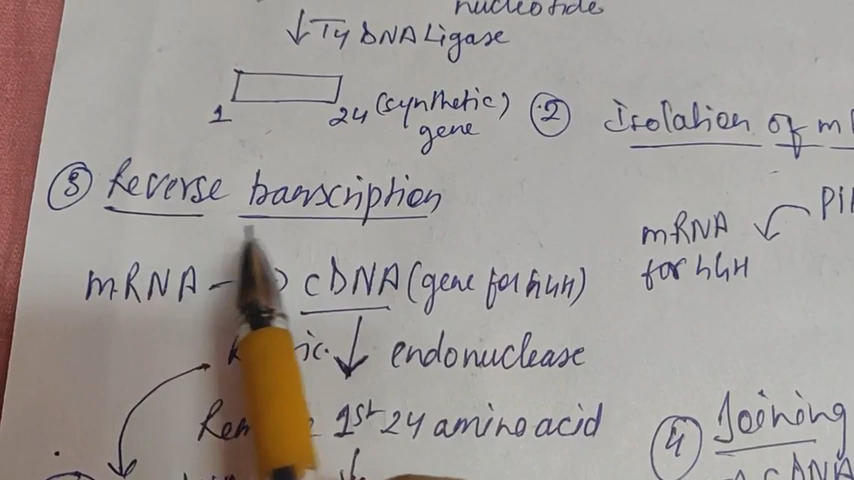 nucleotide
↓ T4 DNA Ligase
1 24 (synthetic)
gene
② Isolation of
③ Reverse transcription
mRNA
for hGH
mRNA → cDNA (gene for hGH)
endonuclease
1st 24 amino acid
④ Joining
cDNA